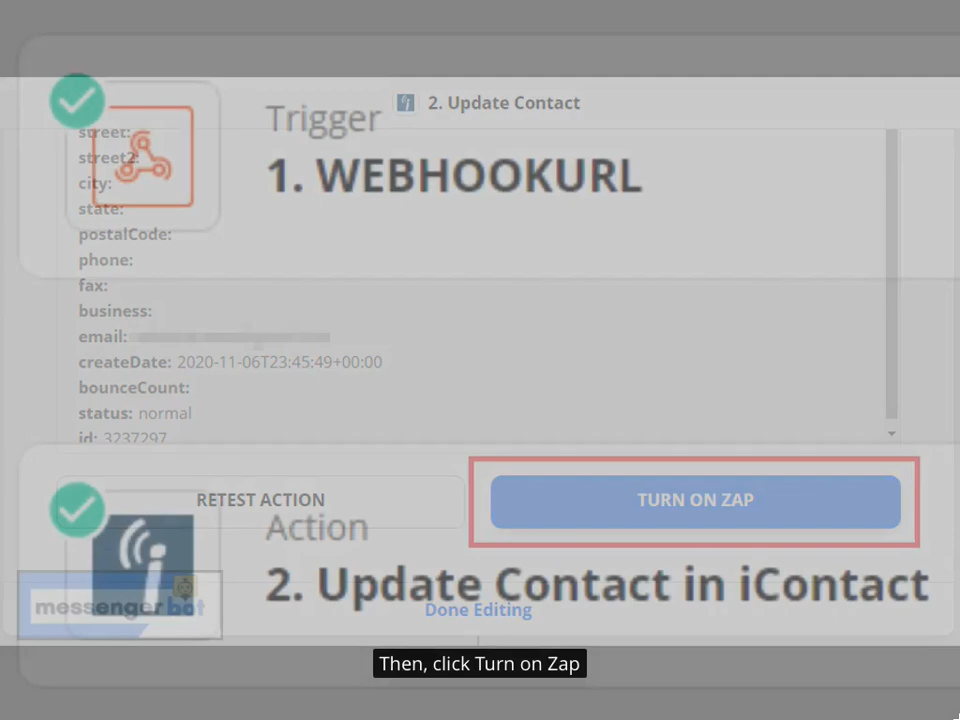 2. Update Contact
Trigger
1. WEBHOOKURL
street:
street2:
city:
state:
postalCode:
phone:
fax:
business:
email:
createDate: 2020-11-06T23:45:49+00:00
bounceCount:
status: normal
id: 3237297
RETEST ACTION
TURN ON ZAP
Action
2. Update Contact in iContact
messenger bot
Done Editing
Then, click Turn on Zap